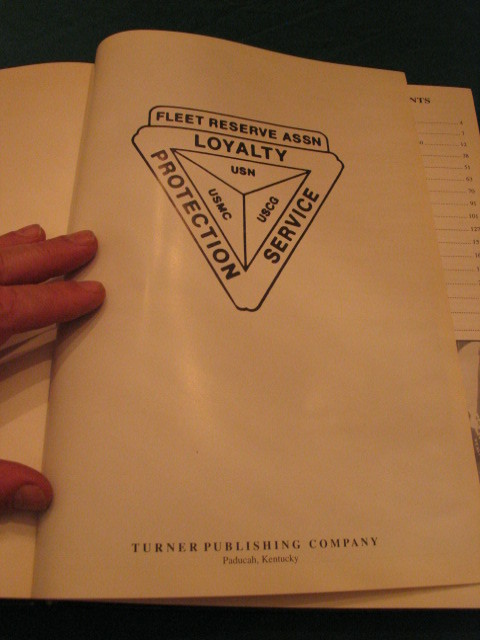 FLEET RESERVE ASSN
LOYALTY
USN
PROTECTION
USMC
USCG
SERVICE
TURNER PUBLISHING COMPANY
Paducah, Kentucky
NTS